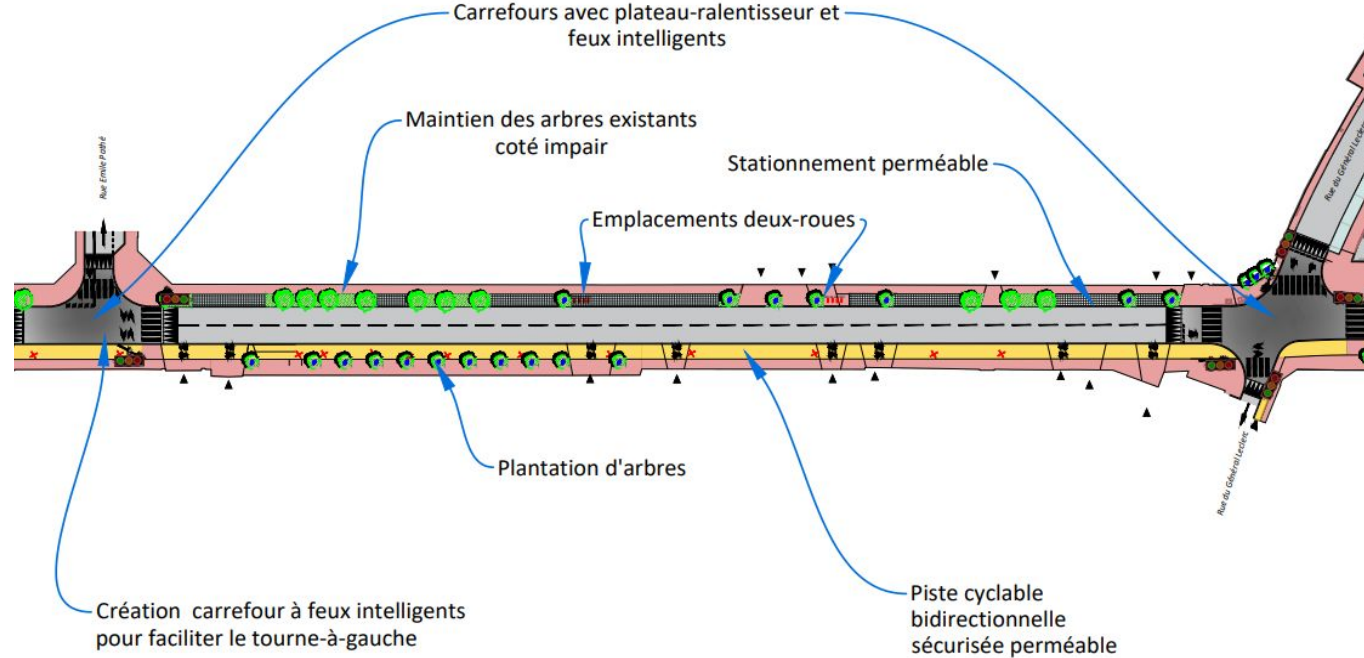 Carrefours avec plateau-ralentisseur et
feux intelligents
Maintien des arbres existants
coté impair
Stationnement perméable
Emplacements deux-roues
Rue Emile Pathé
Rue du Général Leclerc
Plantation d'arbres
Rue du Général Leclerc
Création carrefour à feux intelligents
pour faciliter le tourne-à-gauche
Piste cyclable
bidirectionnelle
sécurisée perméable